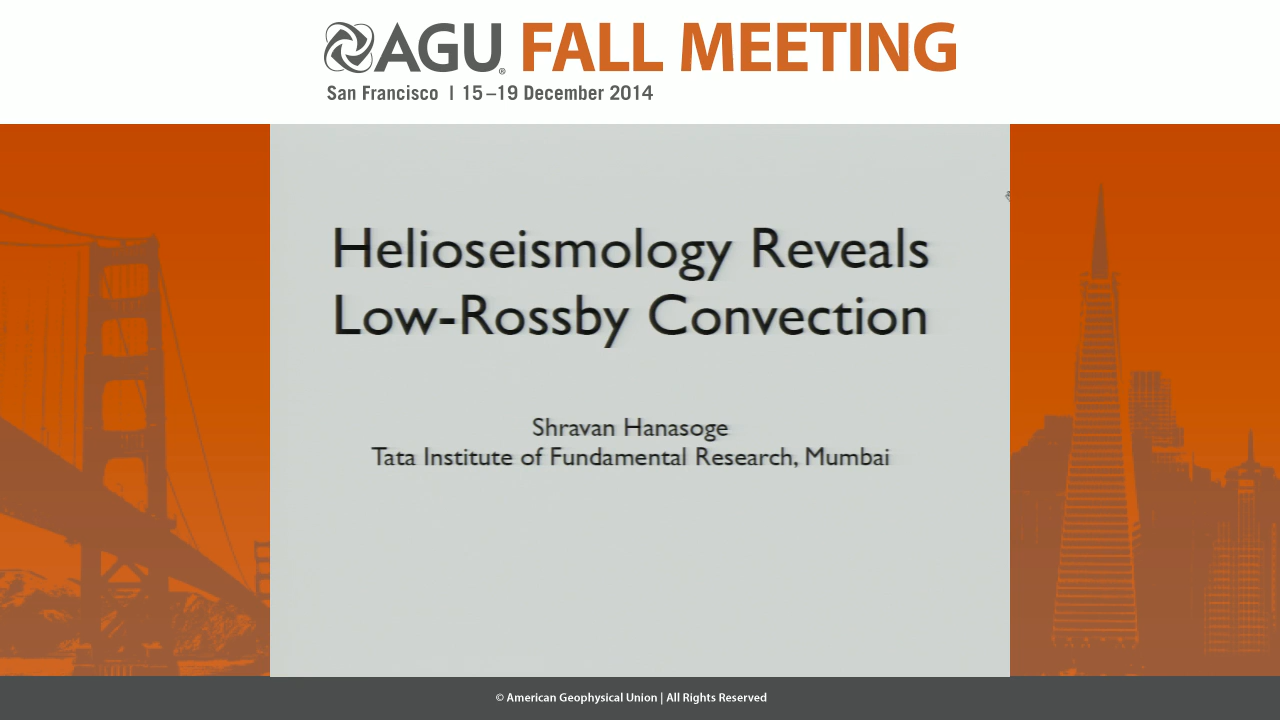 AGU® FALL MEETING
San Francisco | 15–19 December 2014
Helioseismology Reveals
Low-Rossby Convection
Shravan Hanasoge
Tata Institute of Fundamental Research, Mumbai
© American Geophysical Union | All Rights Reserved